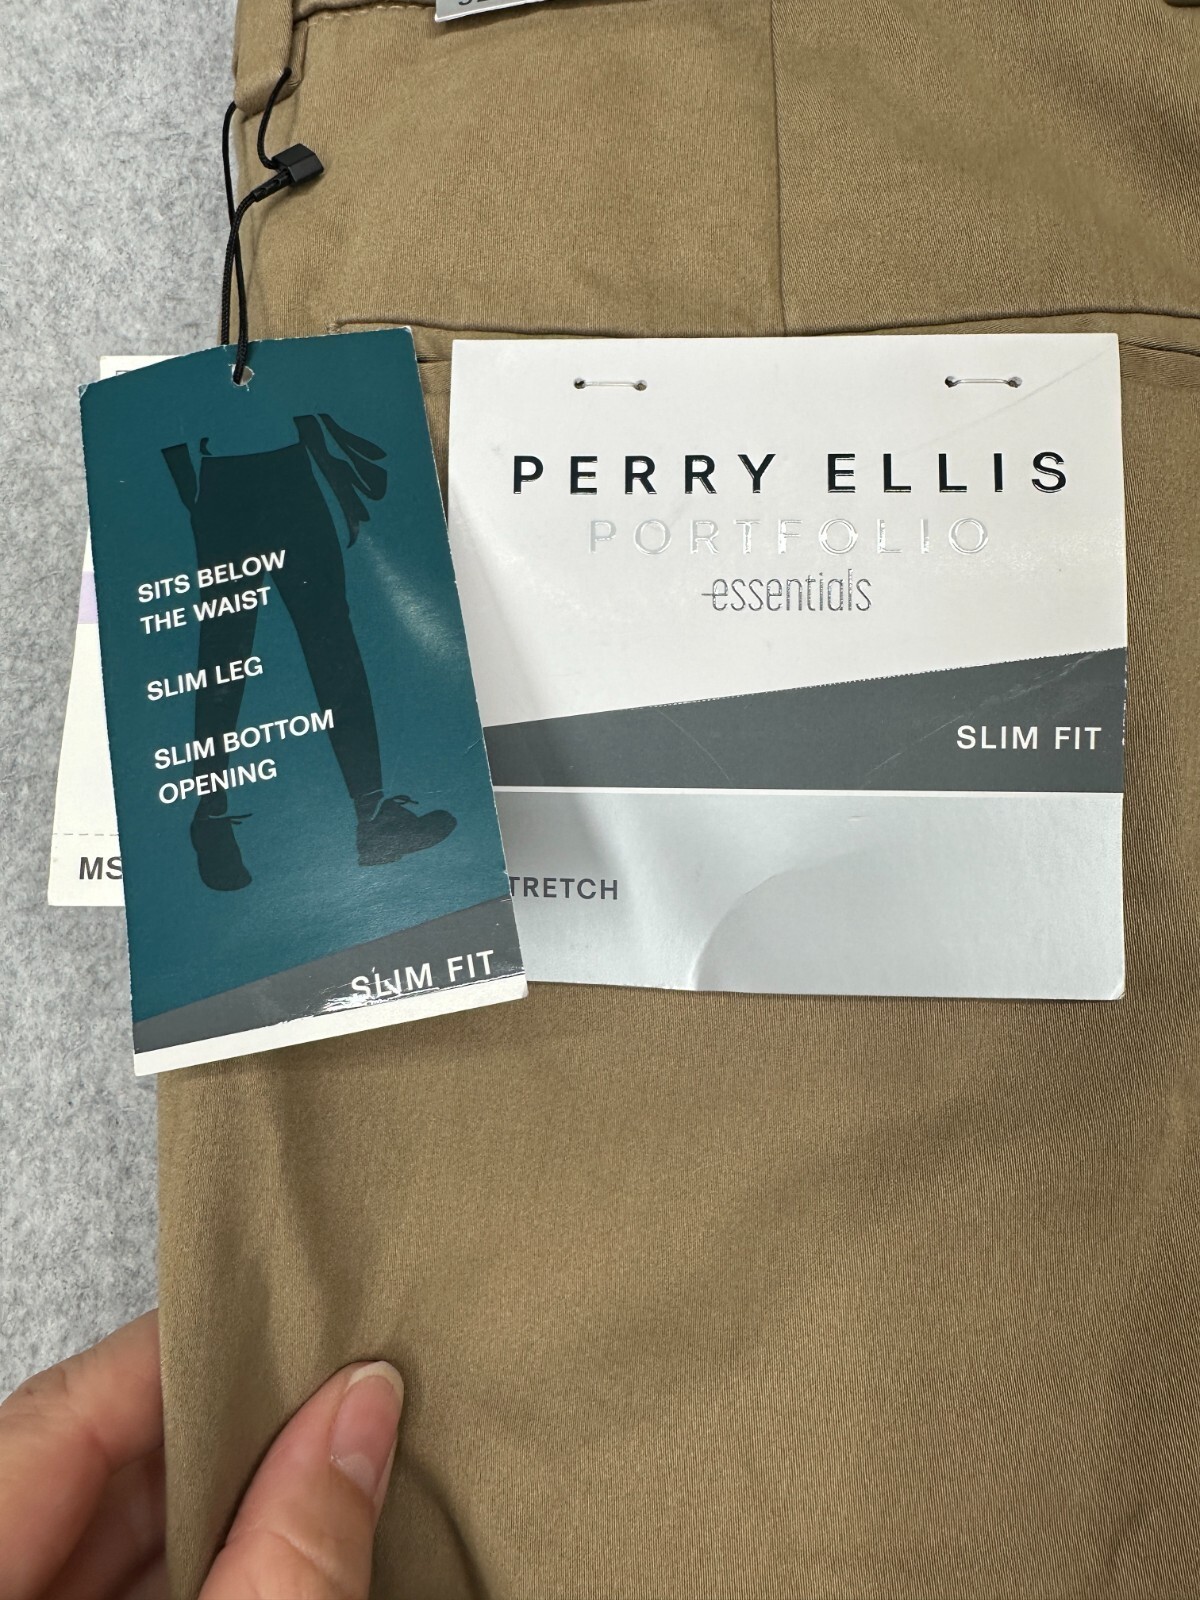 SITS BELOW
THE WAIST
SLIM LEG
SLIM BOTTOM
OPENING
SLIM FIT
MS
PERRY ELLIS
PORTFOLIO
essentials
SLIM FIT
TRETCH